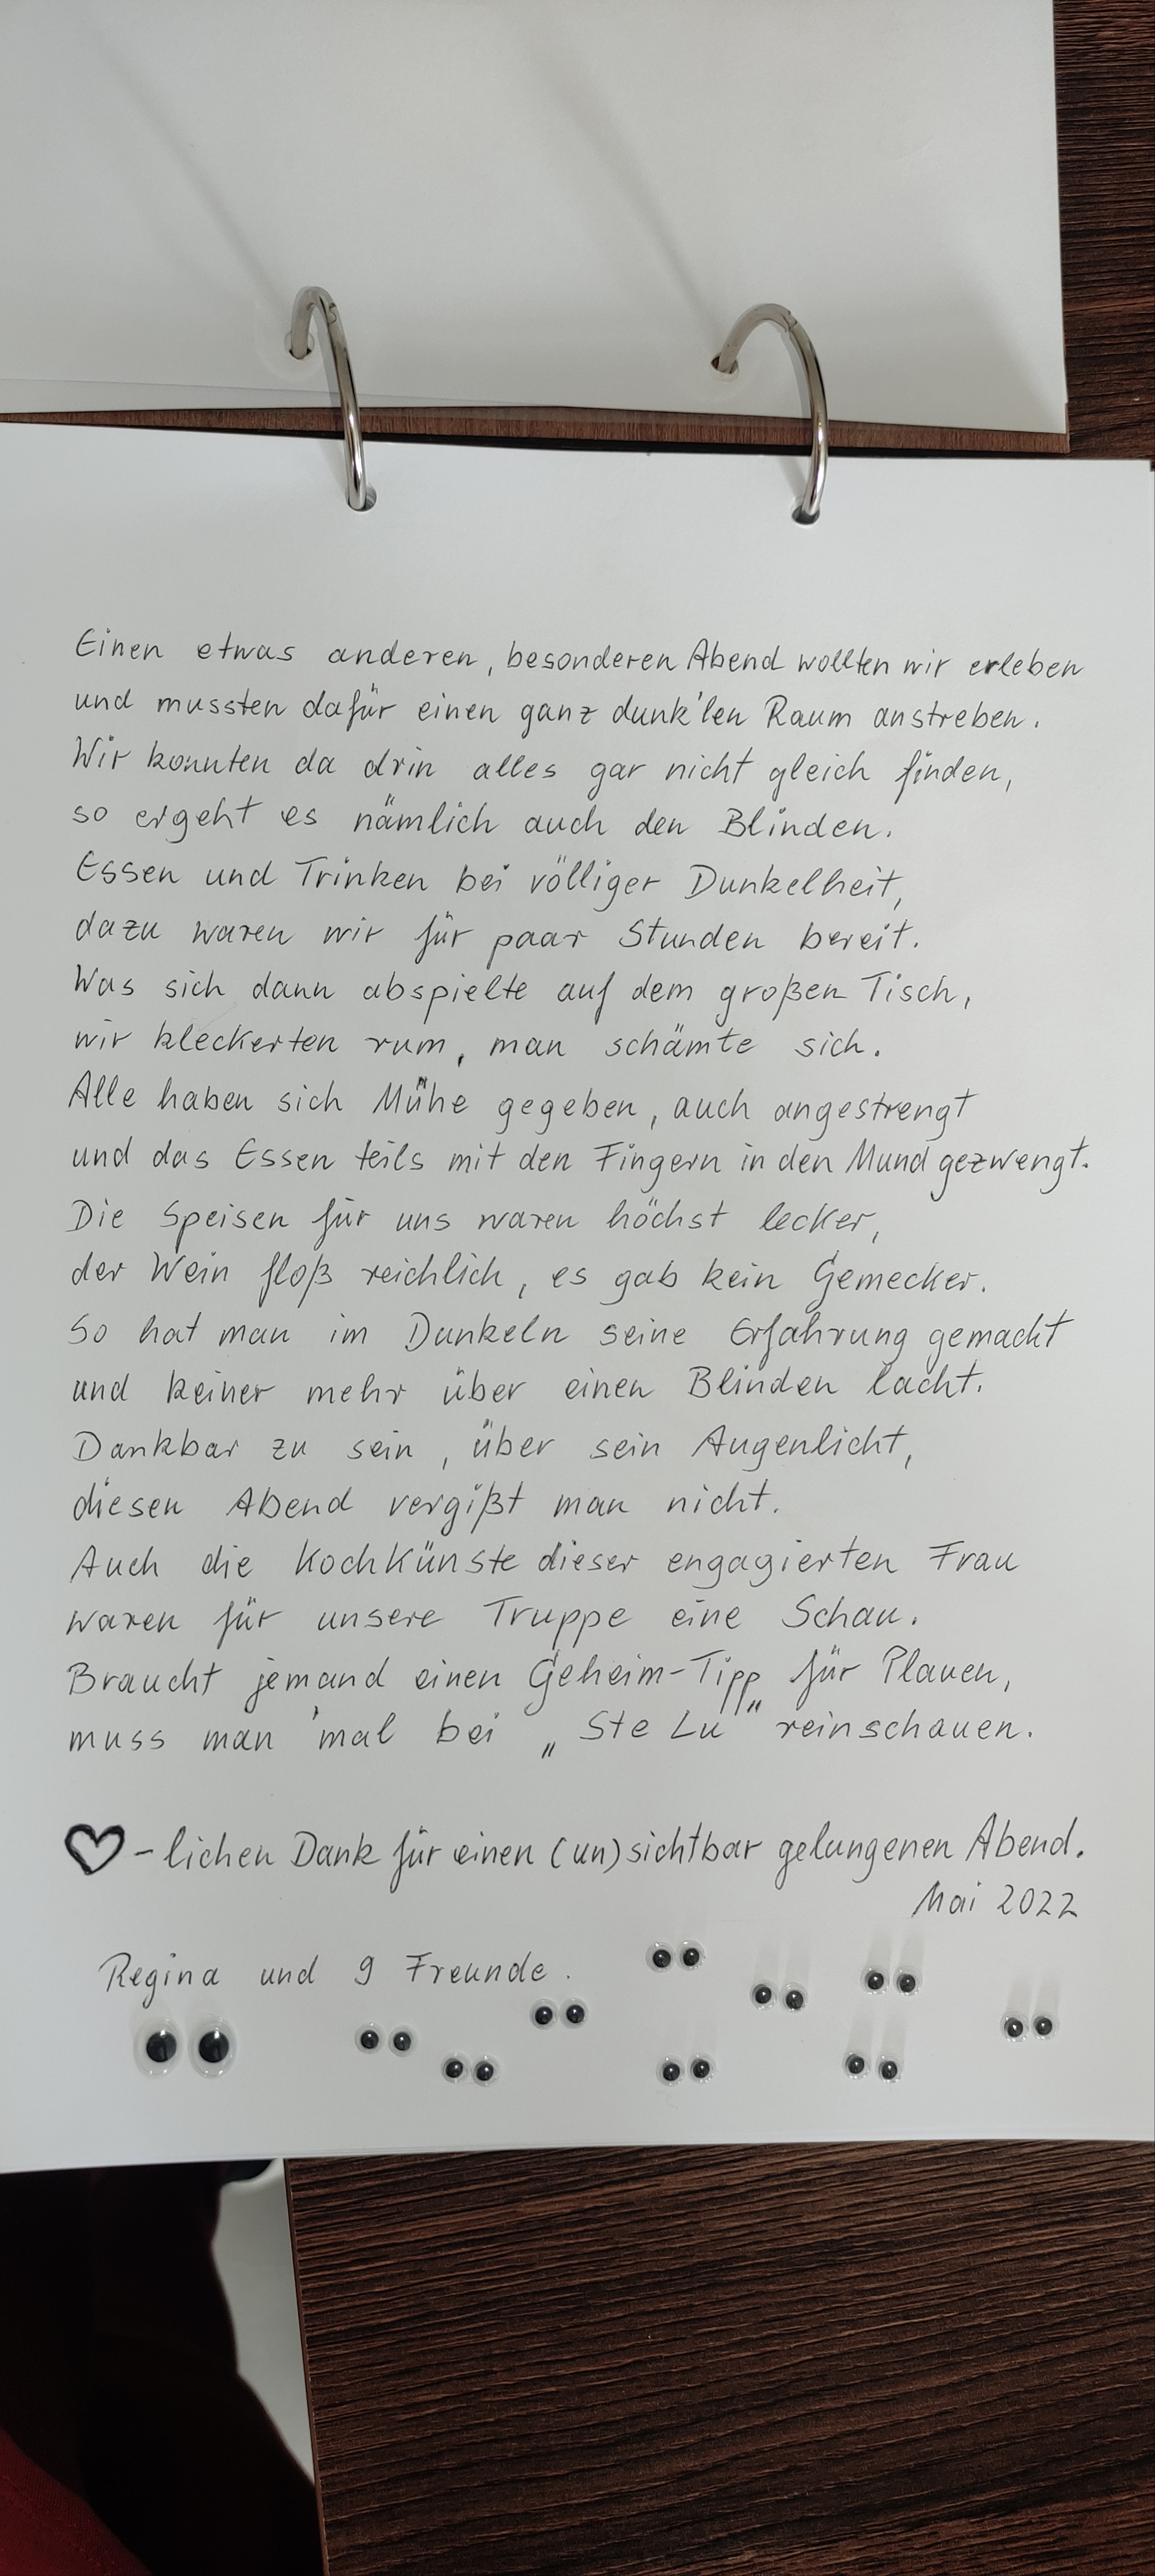 Einen etwas anderen, besonderen Abend wollten wir erleben
und mussten dafür einen ganz dunk'len Raum anstreben.
Wir konnten da drin alles gar nicht gleich finden,
so ergeht es nämlich auch den Blinden.
Essen und Trinken bei völliger Dunkelheit,
dazu waren wir für paar Stunden bereit.
Was sich dann abspielte auf dem großen Tisch,
wir kleckerten rum, man schämte sich.
Alle haben sich Mühe gegeben, auch angestrengt
und das Essen teils mit den Fingern in den Mund gezwengt.
Die Speisen für uns waren höchst lecker,
der Wein floß reichlich, es gab kein Gemecker.
So hat man im Dunkeln seine Erfahrung gemacht
und keiner mehr über einen Blinden lacht.
Dankbar zu sein, über sein Augenlicht,
diesen Abend vergißt man nicht.
Auch die Kochkünste dieser engagierten Frau
waren für unsere Truppe eine Schau.
Braucht jemand einen Geheim-Tipp für Plauen,
muss man 'mal bei „Ste Lu" reinschauen.
♡-lichen Dank für einen (un)sichtbar gelungenen Abend.
Mai 2022
Regina und 9 Freunde.